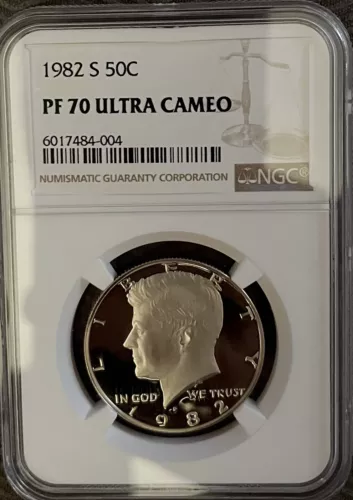 1982 S 50C
PF 70 ULTRA CAMEO
6017484-004
NUMISMATIC GUARANTY CORPORATION
NGC®
LIBERTY
IN GOD WE TRUST
1982